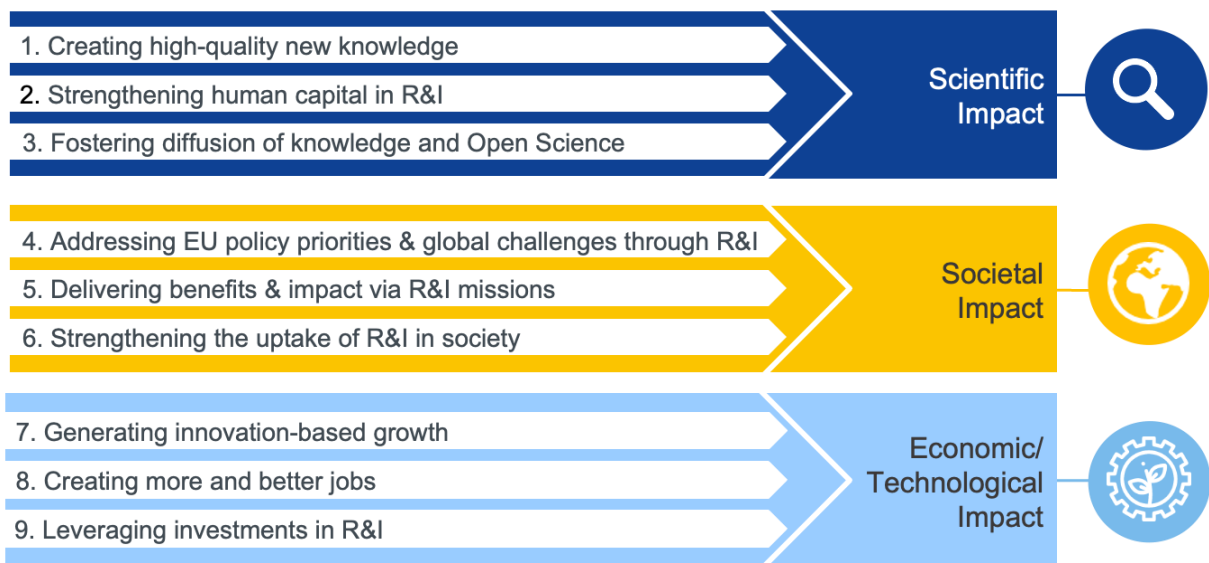 1. Creating high-quality new knowledge
2. Strengthening human capital in R&I
3. Fostering diffusion of knowledge and Open Science
Scientific
Impact
4. Addressing EU policy priorities & global challenges through R&I
5. Delivering benefits & impact via R&I missions
6. Strengthening the uptake of R&I in society
Societal
Impact
7. Generating innovation-based growth
8. Creating more and better jobs
9. Leveraging investments in R&I
Economic/
Technological
Impact